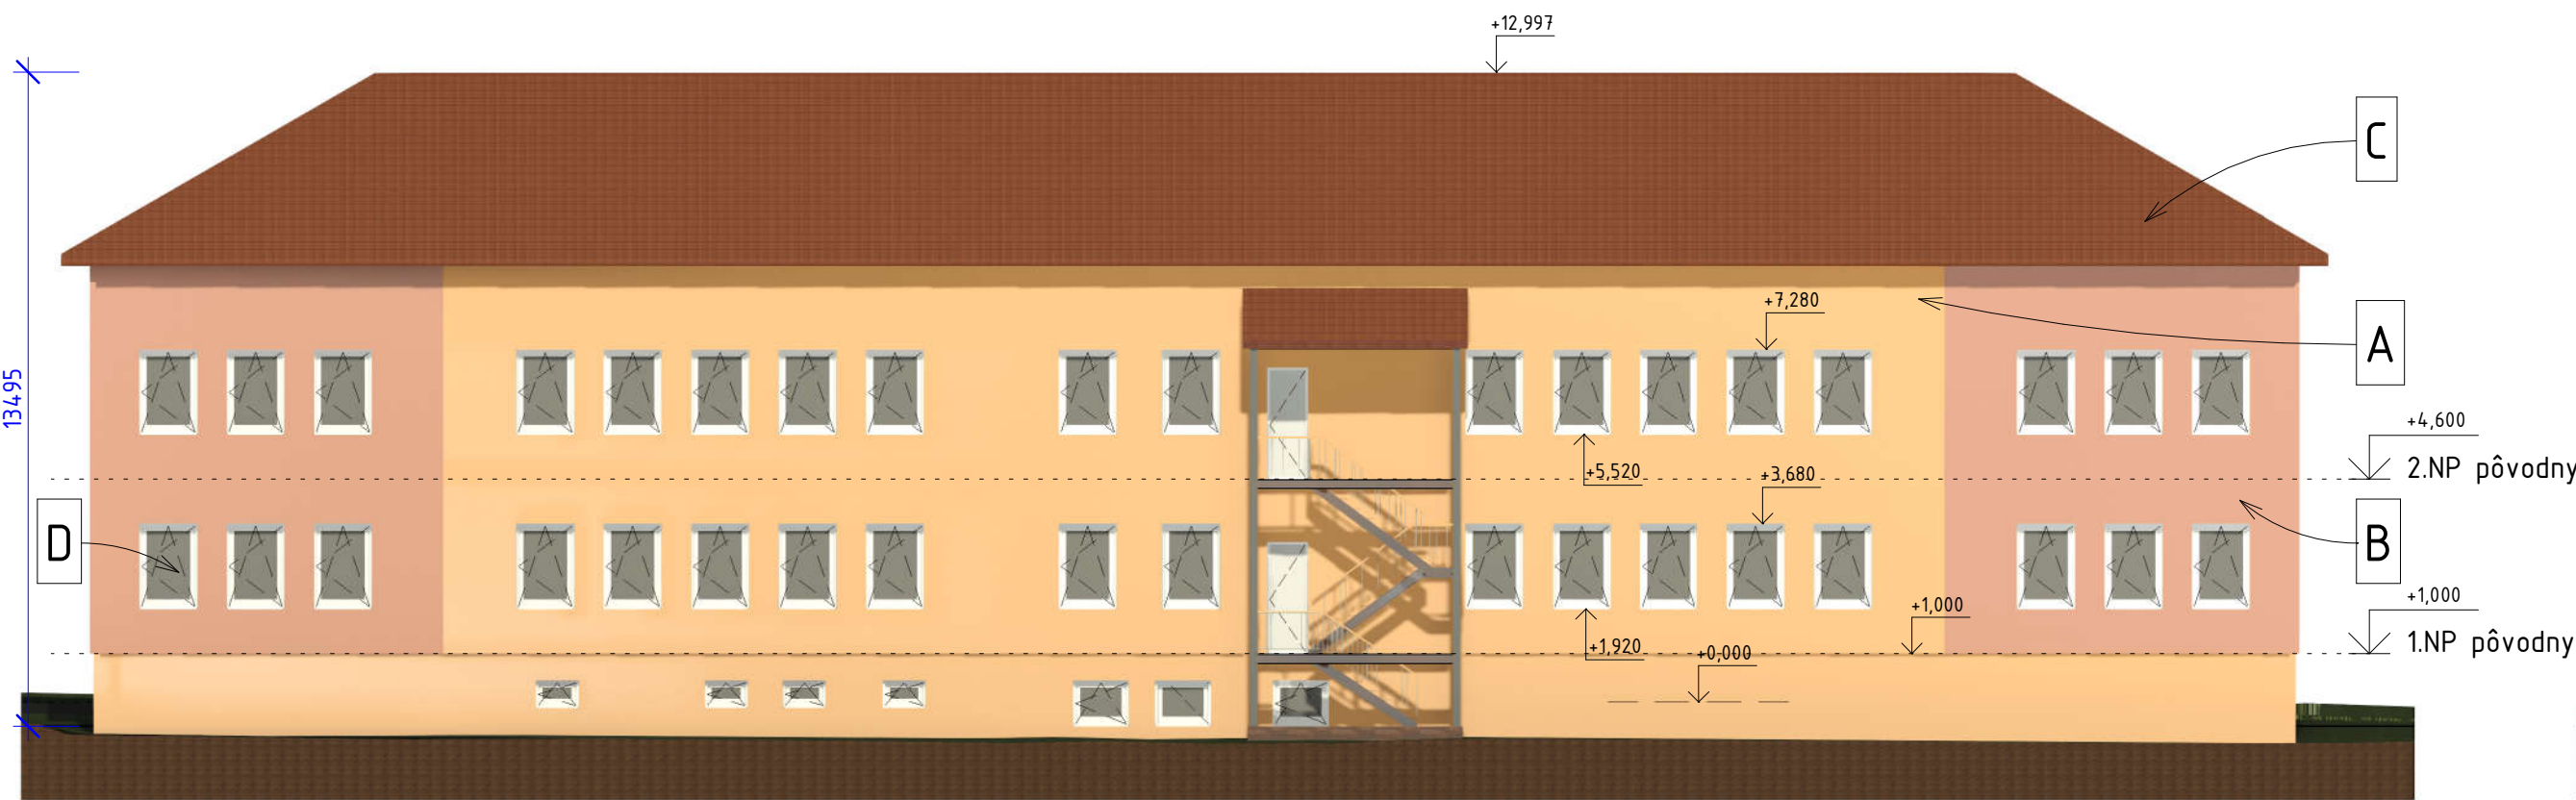 +12,997
C
+7,280
A
13495
+4,600
2.NP pôvodny
+5,520
+3,680
D
B
+1,000
+1,000
1.NP pôvodny
+1,920
+0,000